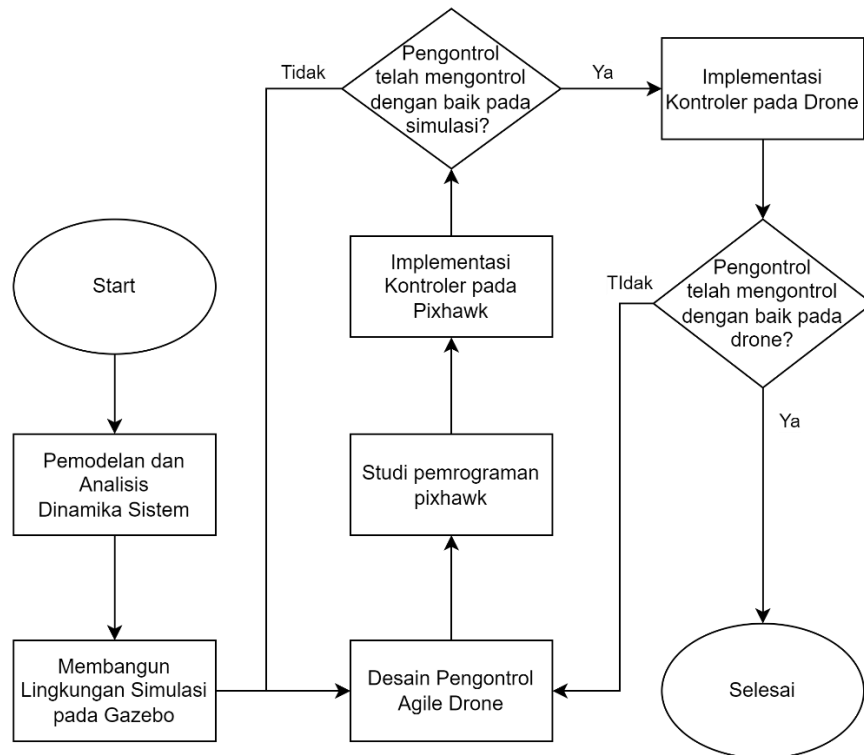 Start
Pemodelan dan
Analisis
Dinamika Sistem
Membangun
Lingkungan Simulasi
pada Gazebo
Desain Pengontrol
Agile Drone
Studi pemrograman
pixhawk
Implementasi
Kontroler pada
Pixhawk
Pengontrol
telah mengontrol
dengan baik pada
simulasi?
Tidak
Ya
Implementasi
Kontroler pada Drone
Pengontrol
telah mengontrol
dengan baik pada
drone?
TIdak
Ya
Selesai